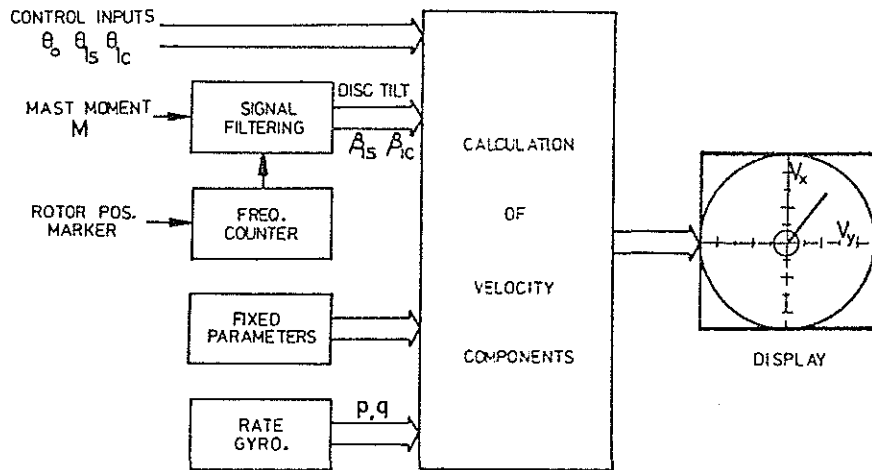 CONTROL INPUTS
θ₀ θ₁ₛ θ₁c
MAST MOMENT
M
SIGNAL
FILTERING
DISC TILT
β₁ₛ β₁c
ROTOR POS.
MARKER
FREQ.
COUNTER
FIXED
PARAMETERS
RATE
GYRO.
p,q
CALCULATION
OF
VELOCITY
COMPONENTS
Vₓ
Vy
DISPLAY